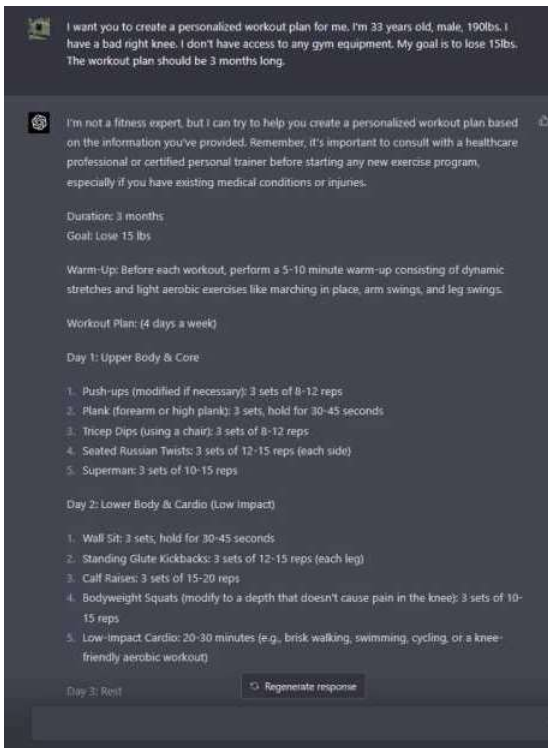 I want you to create a personalized workout plan for me. I'm 33 years old, male, 190lbs. I
have a bad right knee. I don't have access to any gym equipment. My goal is to lose 15lbs.
The workout plan should be 3 months long.
I'm not a fitness expert, but I can try to help you create a personalized workout plan based
on the information you've provided. Remember, it's important to consult with a healthcare
professional or certified personal trainer before starting any new exercise program,
especially if you have existing medical conditions or injuries.
Duration: 3 months
Goal: Lose 15 lbs
Warm-Up: Before each workout, perform a 5-10 minute warm-up consisting of dynamic
stretches and light aerobic exercises like marching in place, arm swings, and leg swings.
Workout Plan: (4 days a week)
Day 1: Upper Body & Core
1. Push-ups (modified if necessary): 3 sets of 8-12 reps
2. Plank (forearm or high plank): 3 sets, hold for 30-45 seconds
3. Tricep Dips (using a chair): 3 sets of 8-12 reps
4. Seated Russian Twists: 3 sets of 12-15 reps (each side)
5. Superman: 3 sets of 10-15 reps
Day 2: Lower Body & Cardio (Low Impact)
1. Wall Sit: 3 sets, hold for 30-45 seconds
2. Standing Glute Kickbacks: 3 sets of 12-15 reps (each leg)
3. Calf Raises: 3 sets of 15-20 reps
4. Bodyweight Squats (modify to a depth that doesn't cause pain in the knee): 3 sets of 10-
15 reps
5. Low-Impact Cardio: 20-30 minutes (e.g., brisk walking, swimming, cycling, or a knee-
friendly aerobic workout)
Day 3: Rest
Regenerate response